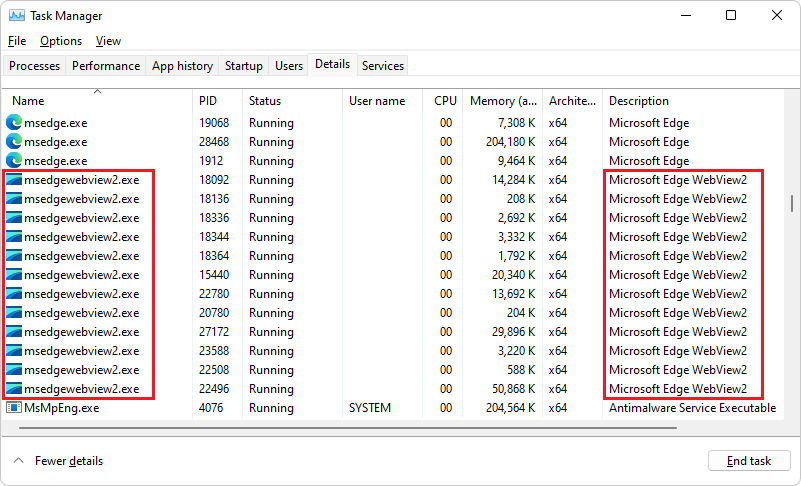 Task Manager
File Options View
Processes Performance App history Startup Users Details Services
Name PID Status User name CPU Memory (a... Archite... Description
msedge.exe 19068 Running 00 7,308 K x64 Microsoft Edge
msedge.exe 28468 Running 00 204,180 K x64 Microsoft Edge
msedge.exe 1912 Running 00 9,464 K x64 Microsoft Edge
msedgewebview2.exe 18092 Running 00 14,284 K x64 Microsoft Edge WebView2
msedgewebview2.exe 18136 Running 00 208 K x64 Microsoft Edge WebView2
msedgewebview2.exe 18336 Running 00 2,692 K x64 Microsoft Edge WebView2
msedgewebview2.exe 18344 Running 00 3,332 K x64 Microsoft Edge WebView2
msedgewebview2.exe 18364 Running 00 1,792 K x64 Microsoft Edge WebView2
msedgewebview2.exe 15440 Running 00 20,340 K x64 Microsoft Edge WebView2
msedgewebview2.exe 22780 Running 00 13,692 K x64 Microsoft Edge WebView2
msedgewebview2.exe 20780 Running 00 204 K x64 Microsoft Edge WebView2
msedgewebview2.exe 27172 Running 00 29,896 K x64 Microsoft Edge WebView2
msedgewebview2.exe 23588 Running 00 3,220 K x64 Microsoft Edge WebView2
msedgewebview2.exe 22508 Running 00 588 K x64 Microsoft Edge WebView2
msedgewebview2.exe 22496 Running 00 50,868 K x64 Microsoft Edge WebView2
MsMpEng.exe 4076 Running SYSTEM 00 204,564 K x64 Antimalware Service Executable
Fewer details End task